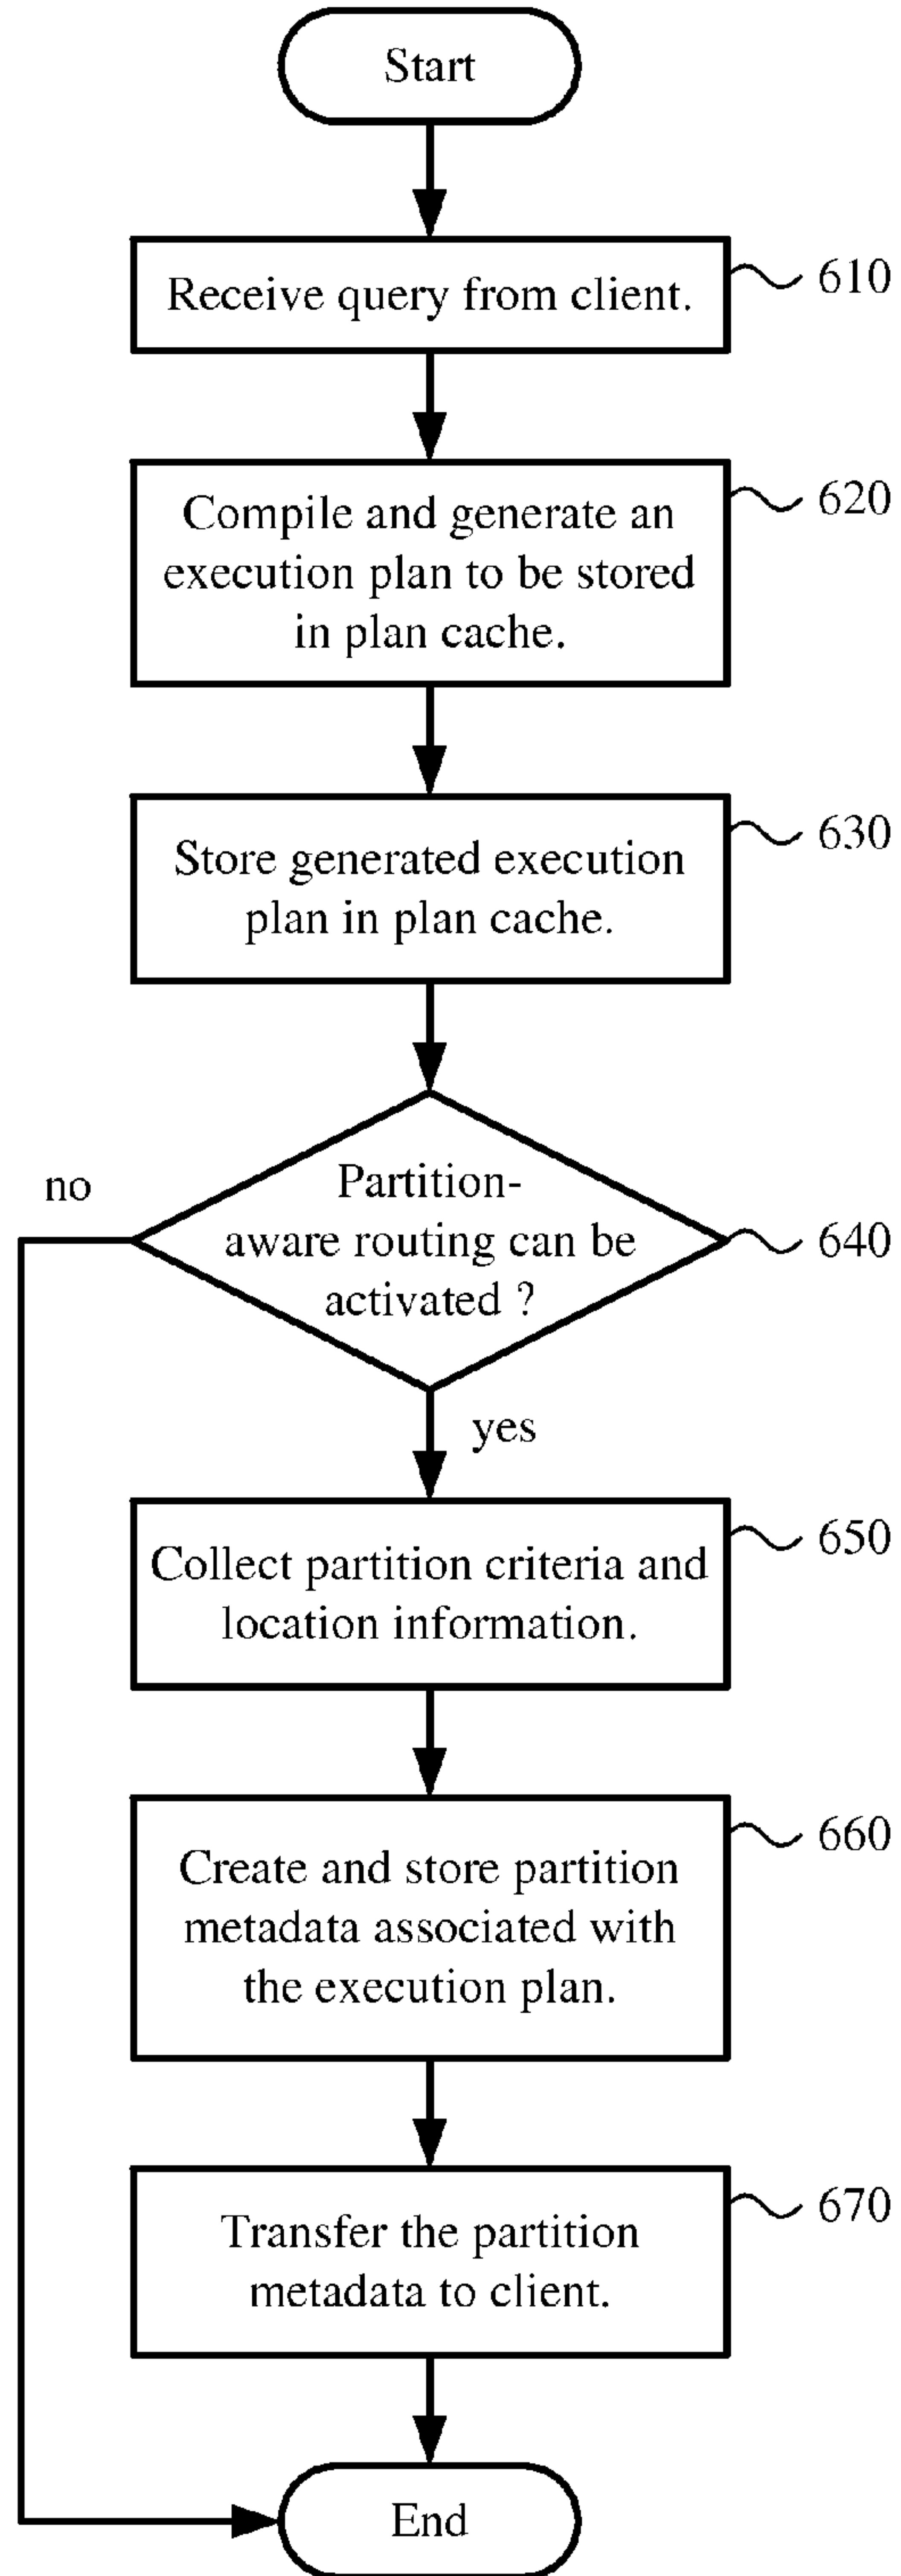 Start
Receive query from client.
610
Compile and generate an
execution plan to be stored
in plan cache.
620
Store generated execution
plan in plan cache.
630
no
Partition-
aware routing can be
activated ?
640
yes
Collect partition criteria and
location information.
650
Create and store partition
metadata associated with
the execution plan.
660
Transfer the partition
metadata to client.
670
End